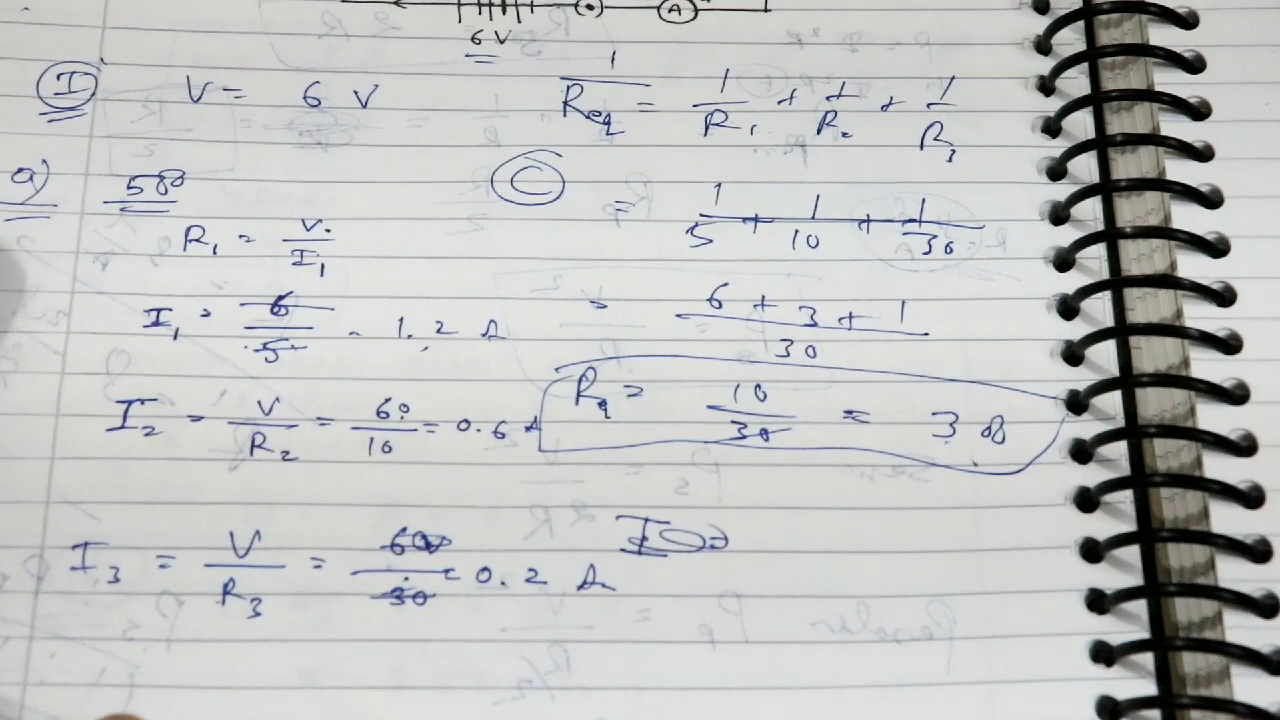 A
6 V
I V = 6 V
a)
R₁ = V/I₁
I₁ = 6/5 = 1.2 A
I₂ = V/R₂ = 60/10 = 0.6 A
I₃ = V/R₃ = 60/30 = 0.2 A
1/Req = 1/R₁ + 1/R₂ + 1/R₃
C = 1/5 + 1/10 + 1/30
= 6 + 3 + 1/30
Rq = 10/30 = 3 Ω